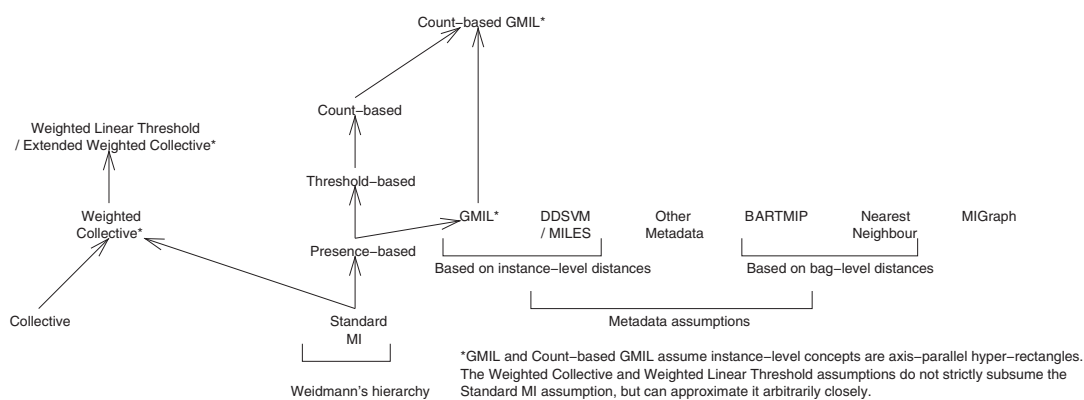 Count−based GMIL*
Count−based
Weighted Linear Threshold
/ Extended Weighted Collective*
Threshold−based
Weighted
Collective*
GMIL*
DDSVM
/ MILES
Other
Metadata
BARTMIP
Nearest
Neighbour
MIGraph
Presence−based
Based on instance−level distances
Based on bag−level distances
Collective
Standard
MI
Metadata assumptions
Weidmann's hierarchy
*GMIL and Count−based GMIL assume instance−level concepts are axis−parallel hyper−rectangles.
The Weighted Collective and Weighted Linear Threshold assumptions do not strictly subsume the
Standard MI assumption, but can approximate it arbitrarily closely.